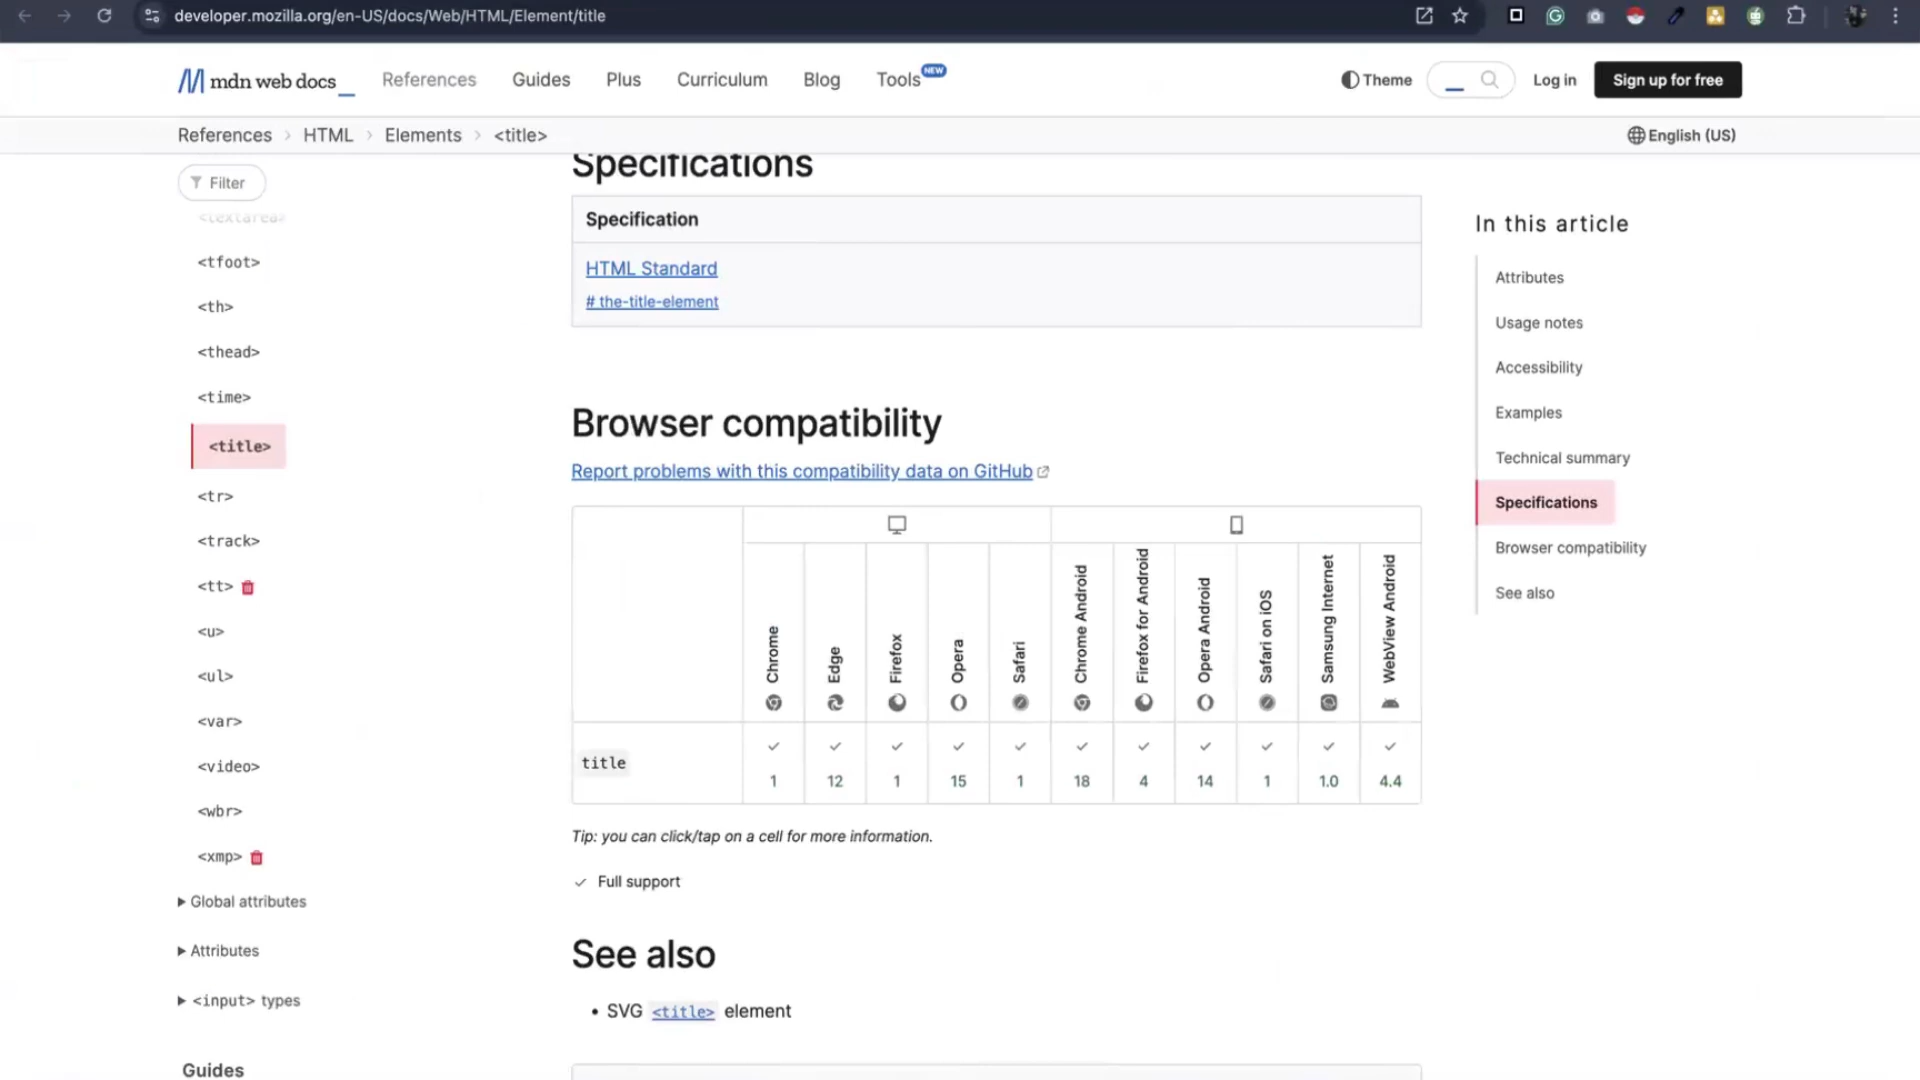 developer.mozilla.org/en-US/docs/Web/HTML/Element/title
mdn web docs_
References
Guides
Plus
Curriculum
Blog
Tools NEW
Theme
Log in
Sign up for free
References > HTML > Elements > <title>
English (US)
Filter
<textarea>
<tfoot>
<th>
<thead>
<time>
<title>
<tr>
<track>
<tt>
<u>
<ul>
<var>
<video>
<wbr>
<xmp>
Global attributes
Attributes
<input> types
Guides
Specifications
Specification
HTML Standard
# the-title-element
Browser compatibility
Report problems with this compatibility data on GitHub
Chrome
Edge
Firefox
Opera
Safari
Chrome Android
Firefox for Android
Opera Android
Safari on iOS
Samsung Internet
WebView Android
title
✓ ✓ ✓ ✓ ✓ ✓ ✓ ✓ ✓ ✓ ✓
1 12 1 15 1 18 4 14 1 1.0 4.4
Tip: you can click/tap on a cell for more information.
✓ Full support
See also
• SVG <title> element
In this article
Attributes
Usage notes
Accessibility
Examples
Technical summary
Specifications
Browser compatibility
See also